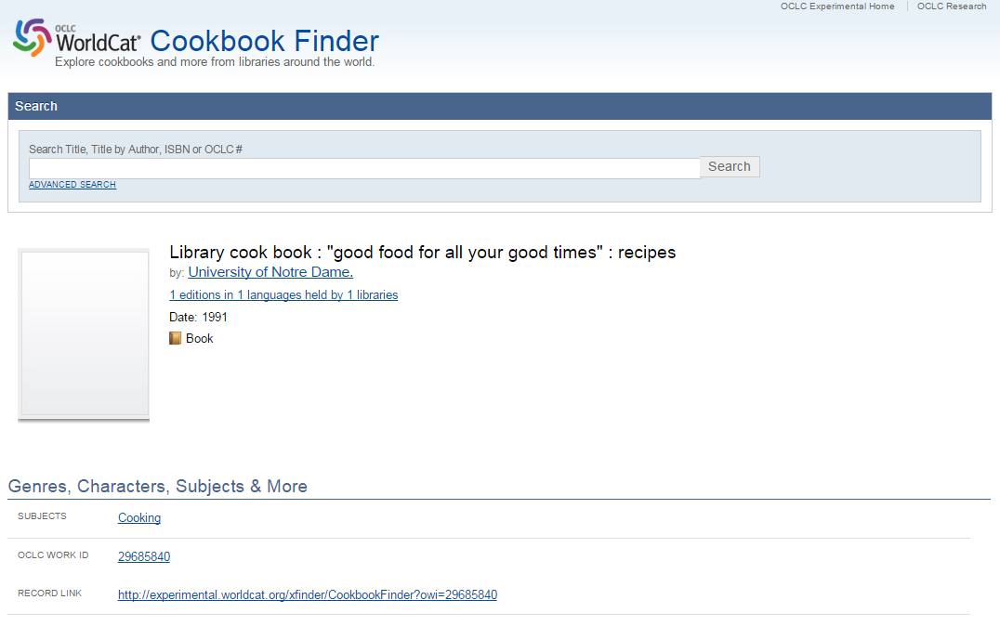 OCLC Experimental Home OCLC Research
OCLC
WorldCat® Cookbook Finder
Explore cookbooks and more from libraries around the world.
Search
Search Title, Title by Author, ISBN or OCLC #
Search
ADVANCED SEARCH
Library cook book : "good food for all your good times" : recipes
by: University of Notre Dame.
1 editions in 1 languages held by 1 libraries
Date: 1991
Book
Genres, Characters, Subjects & More
SUBJECTS Cooking
OCLC WORK ID 29685840
RECORD LINK http://experimental.worldcat.org/xfinder/CookbookFinder?owi=29685840